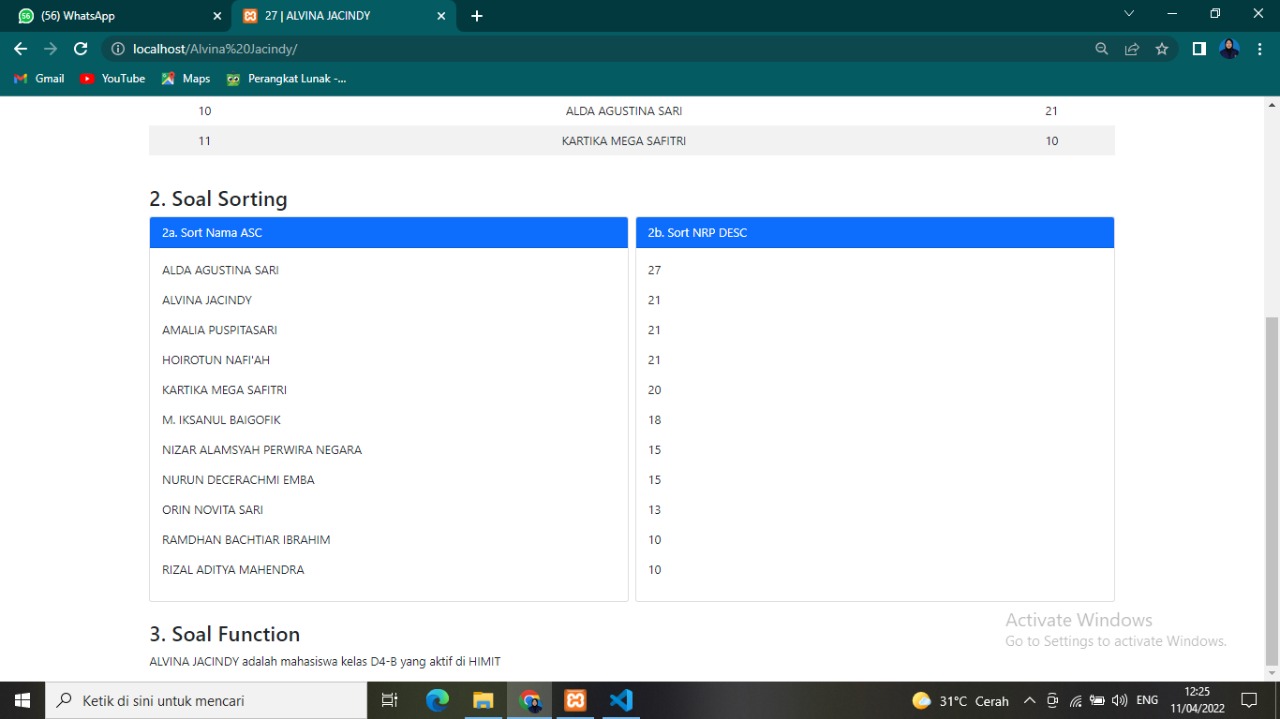 (56) WhatsApp
27 | ALVINA JACINDY
localhost/Alvina%20Jacindy/
Gmail YouTube Maps Perangkat Lunak -...
10 ALDA AGUSTINA SARI 21
11 KARTIKA MEGA SAFITRI 10
2. Soal Sorting
2a. Sort Nama ASC
ALDA AGUSTINA SARI
ALVINA JACINDY
AMALIA PUSPITASARI
HOIROTUN NAFI'AH
KARTIKA MEGA SAFITRI
M. IKSANUL BAIGOFIK
NIZAR ALAMSYAH PERWIRA NEGARA
NURUN DECERACHMI EMBA
ORIN NOVITA SARI
RAMDHAN BACHTIAR IBRAHIM
RIZAL ADITYA MAHENDRA
2b. Sort NRP DESC
27
21
21
21
20
18
15
15
13
10
10
3. Soal Function
ALVINA JACINDY adalah mahasiswa kelas D4-B yang aktif di HIMIT
Activate Windows
Go to Settings to activate Windows.
Ketik di sini untuk mencari
31°C Cerah
ENG
12:25
11/04/2022